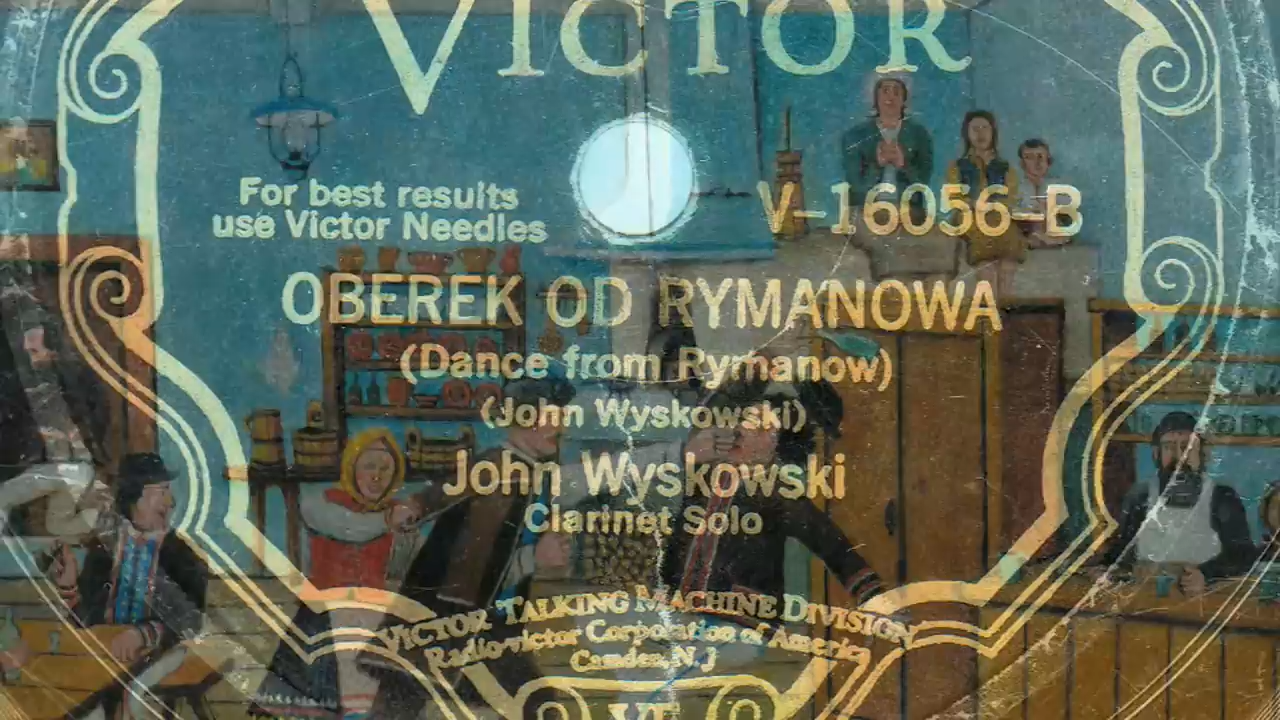 VICTOR
For best results
use Victor Needles
V-16056-B
OBEREK OD RYMANOWA
(Dance from Rymanow)
(John Wyskowski)
John Wyskowski
Clarinet Solo
VICTOR TALKING MACHINE DIVISION
Radio-Victor Corporation of America
Camden, N.J
VE